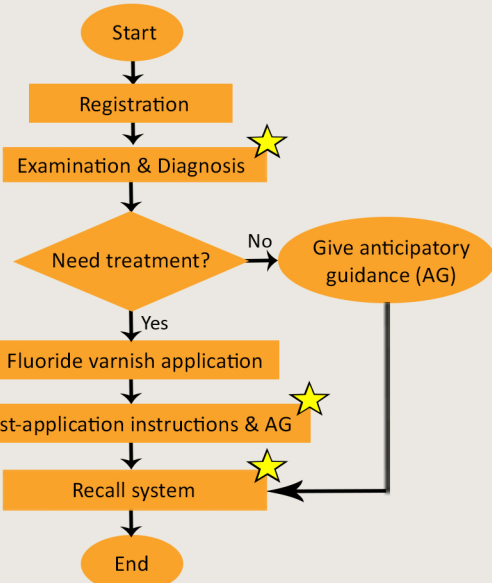 Start
Registration
Examination & Diagnosis
Need treatment?
No
Give anticipatory
guidance (AG)
Yes
Fluoride varnish application
st-application instructions & AG
Recall system
End